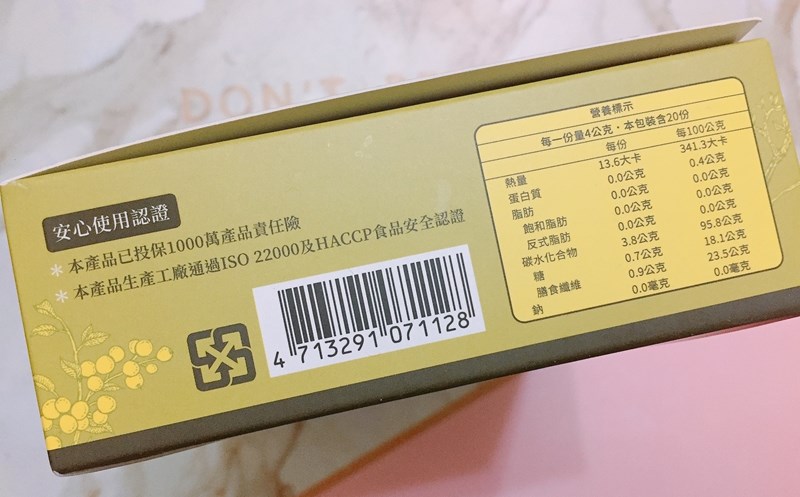 DON'T
安心使用認證
* 本產品已投保1000萬產品責任險
* 本產品生產工廠通過ISO 22000及HACCP食品安全認證
4 713291 071128
營養標示
每一份量4公克，本包裝含20份
每份 每100公克
熱量 13.6大卡 341.3大卡
蛋白質 0.0公克 0.4公克
脂肪 0.0公克 0.0公克
飽和脂肪 0.0公克 0.0公克
反式脂肪 0.0公克 0.0公克
碳水化合物 3.8公克 95.8公克
糖 0.7公克 18.1公克
膳食纖維 0.9公克 23.5公克
鈉 0.0毫克 0.0毫克